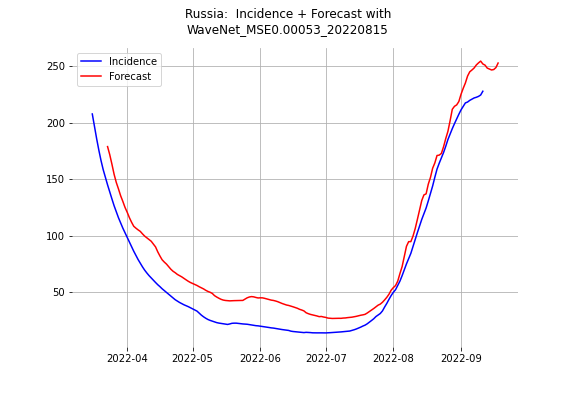 Russia:  Incidence + Forecast with
WaveNet_MSE0.00053_20220815
Incidence
Forecast
250
200
150
100
50
2022-04 2022-05 2022-06 2022-07 2022-08 2022-09